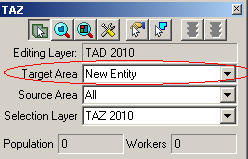 TAZ
Editing Layer: TAD 2010
Target Area New Entity
Source Area All
Selection Layer TAZ 2010
Population 0 Workers 0